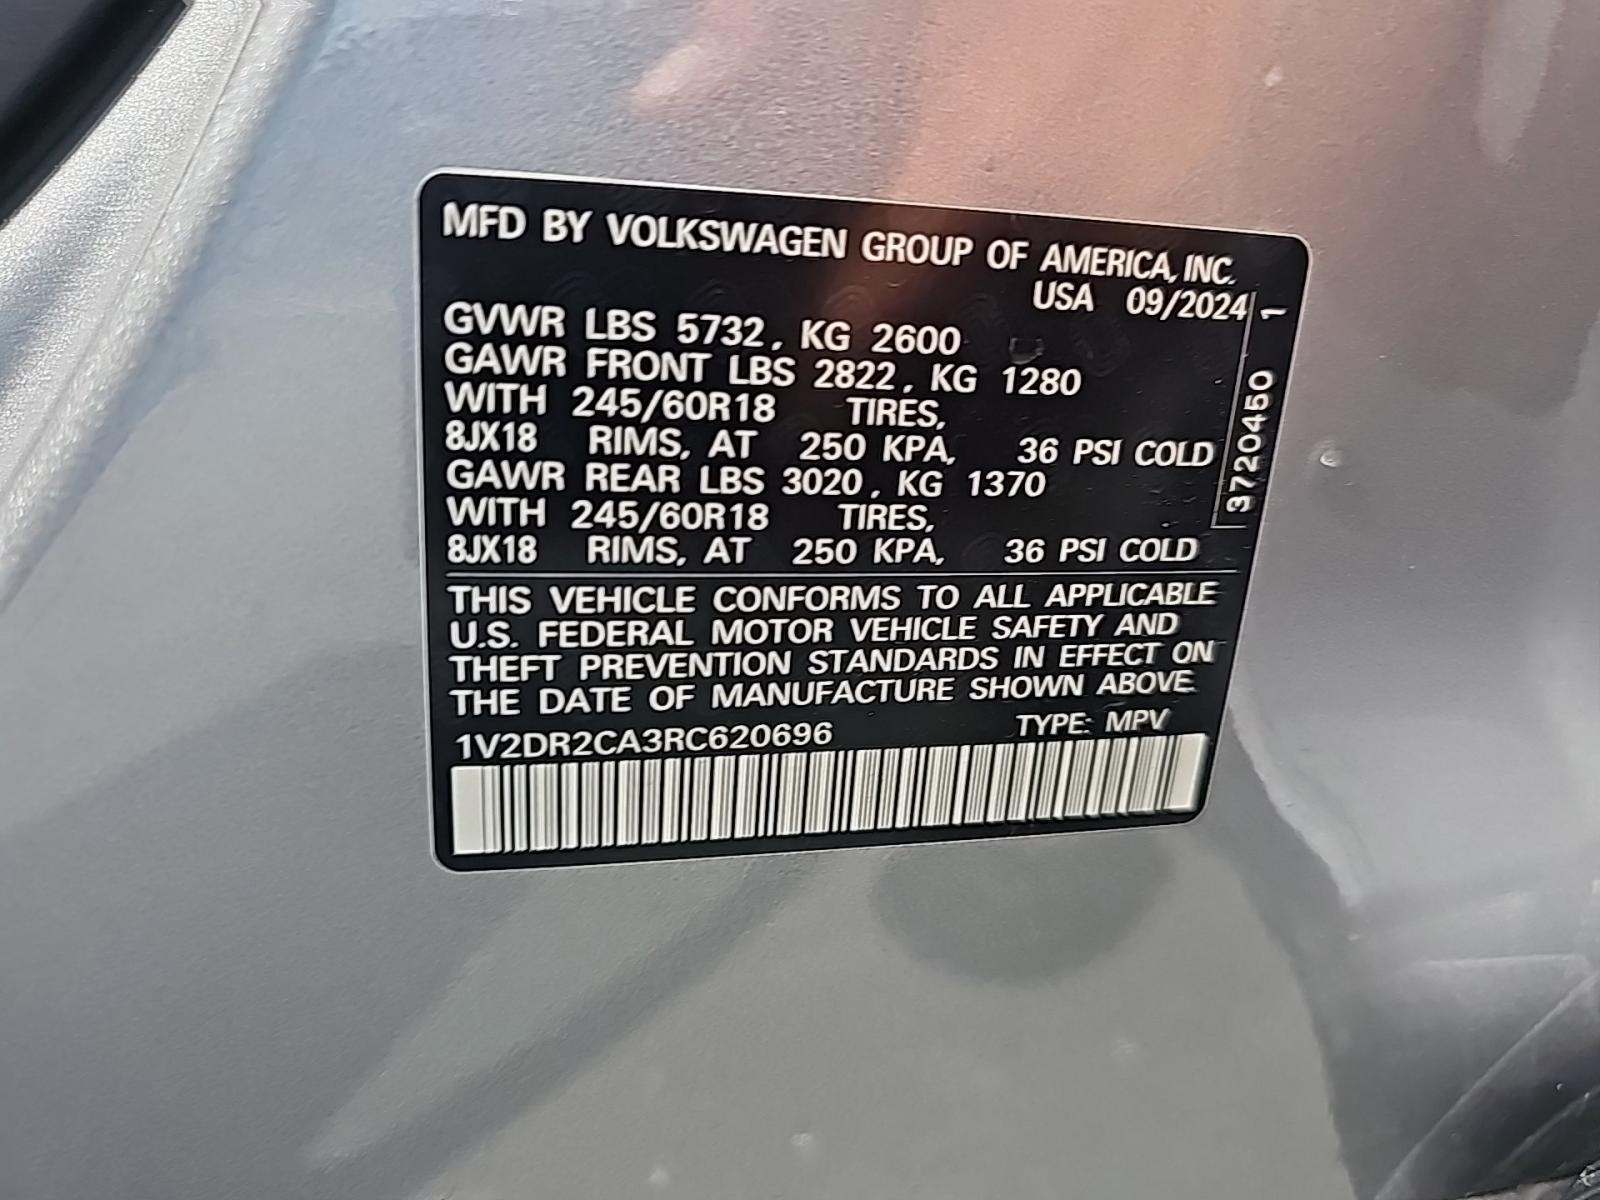 MFD BY VOLKSWAGEN GROUP OF AMERICA, INC.
USA 09/2024
GVWR LBS 5732, KG 2600
GAWR FRONT LBS 2822, KG 1280
WITH 245/60R18 TIRES,
8JX18 RIMS, AT 250 KPA, 36 PSI COLD
GAWR REAR LBS 3020, KG 1370
WITH 245/60R18 TIRES,
8JX18 RIMS, AT 250 KPA, 36 PSI COLD
3720450 1
THIS VEHICLE CONFORMS TO ALL APPLICABLE
U.S. FEDERAL MOTOR VEHICLE SAFETY AND
THEFT PREVENTION STANDARDS IN EFFECT ON
THE DATE OF MANUFACTURE SHOWN ABOVE.
1V2DR2CA3RC620696 TYPE: MPV